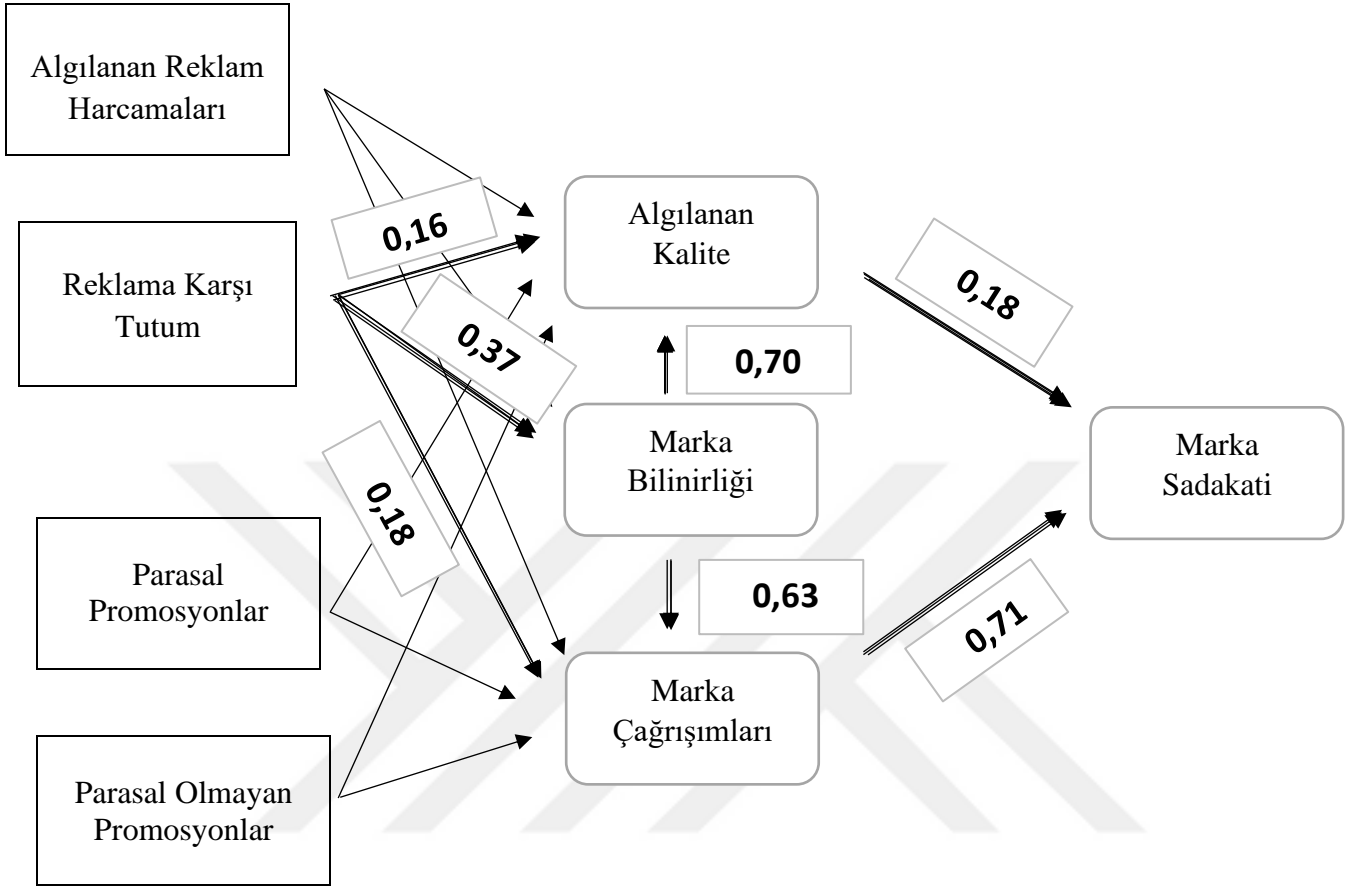 Algılanan Reklam
Harcamaları
Reklama Karşı
Tutum
Parasal
Promosyonlar
Parasal Olmayan
Promosyonlar
0,16
0,37
0,18
Algılanan
Kalite
0,70
Marka
Bilinirliği
0,63
Marka
Çağrışımları
0,18
0,71
Marka
Sadakati